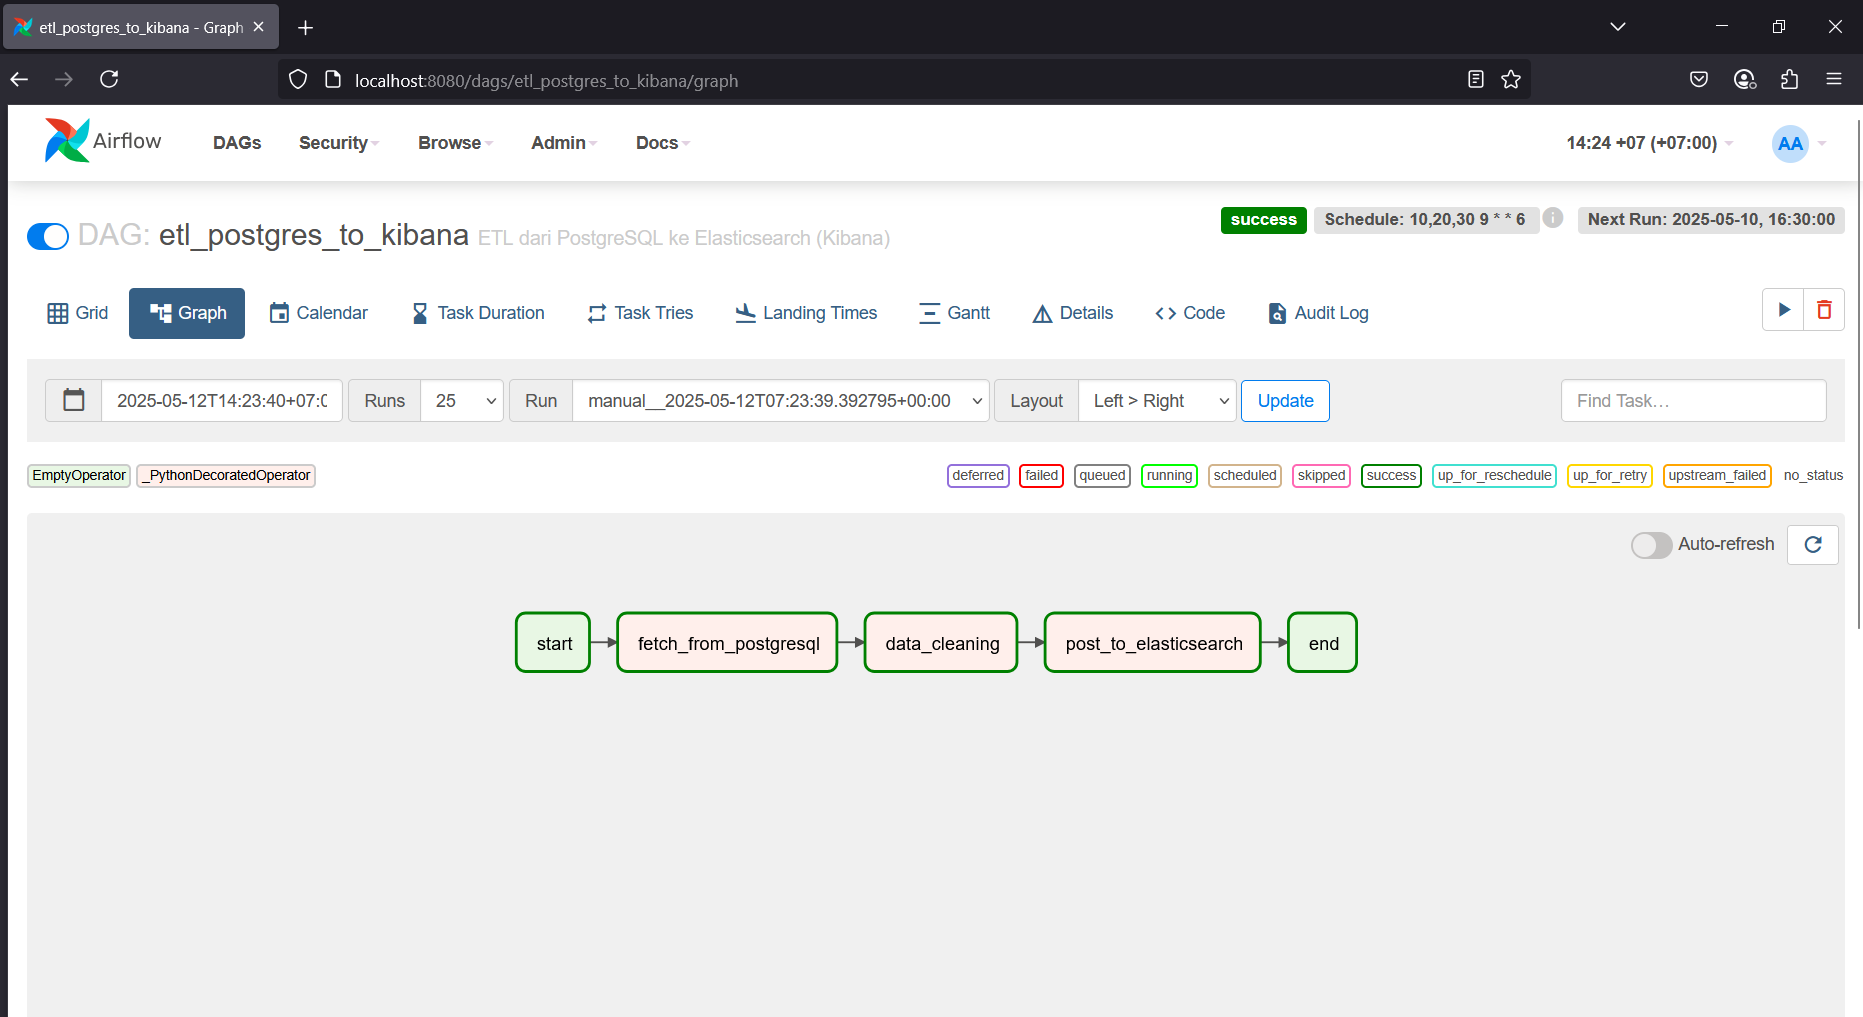 etl_postgres_to_kibana - Graph
localhost:8080/dags/etl_postgres_to_kibana/graph
Airflow DAGs Security Browse Admin Docs 14:24 +07 (+07:00) AA
DAG: etl_postgres_to_kibana ETL dari PostgreSQL ke Elasticsearch (Kibana) success Schedule: 10,20,30 9 * * 6 Next Run: 2025-05-10, 16:30:00
Grid Graph Calendar Task Duration Task Tries Landing Times Gantt Details Code Audit Log
2025-05-12T14:23:40+07:0 Runs 25 Run manual__2025-05-12T07:23:39.392795+00:00 Layout Left > Right Update Find Task…
EmptyOperator _PythonDecoratedOperator deferred failed queued running scheduled skipped success up_for_reschedule up_for_retry upstream_failed no_status
Auto-refresh
start fetch_from_postgresql data_cleaning post_to_elasticsearch end